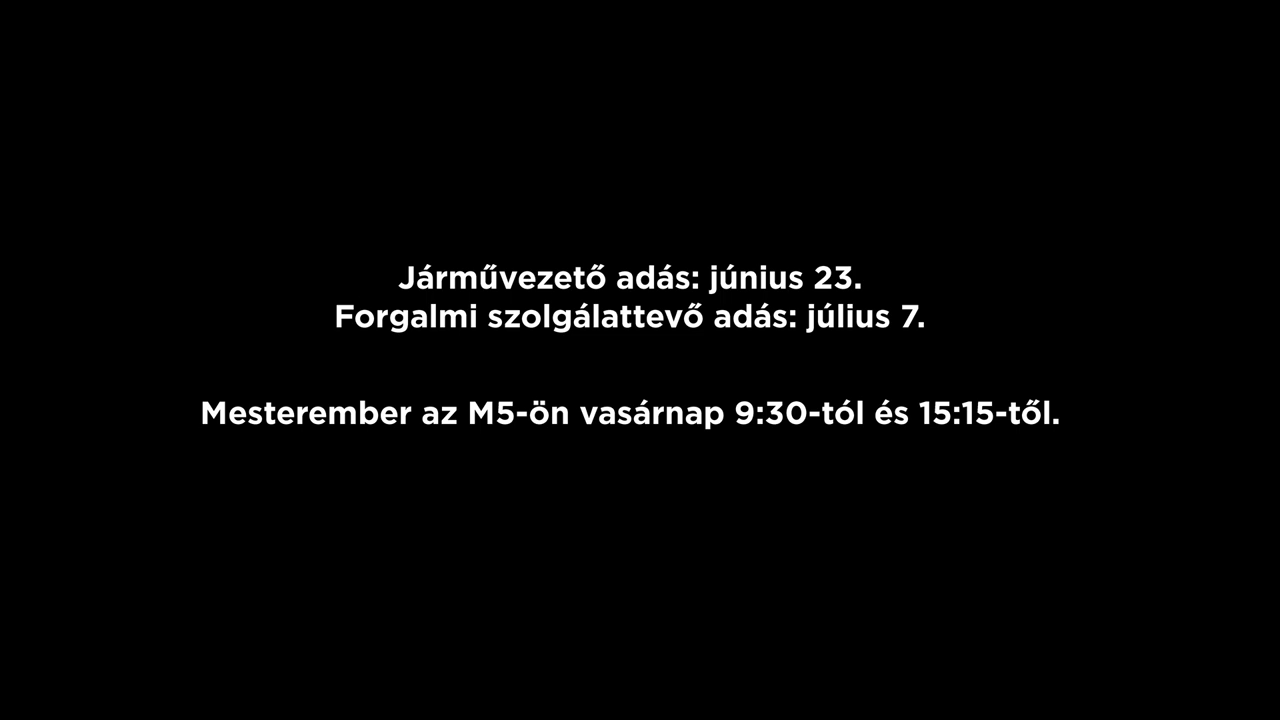 Járművezető adás: június 23.
Forgalmi szolgálattevő adás: július 7.
Mesterember az M5-ön vasárnap 9:30-tól és 15:15-től.